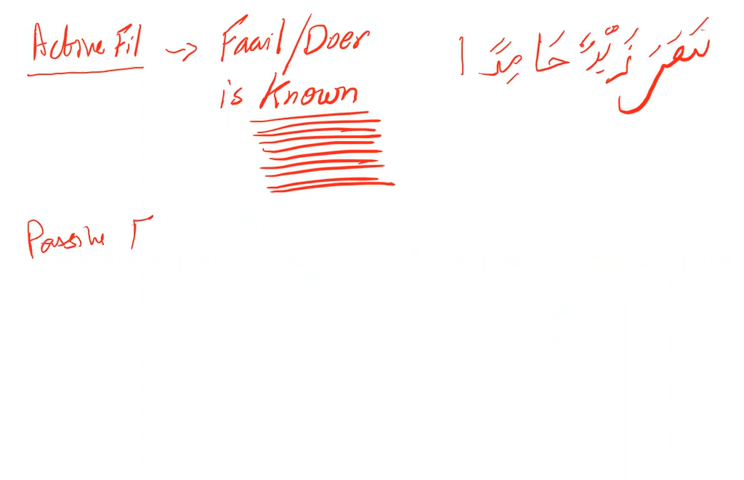 Active Fil → Faail/Doer
is Known
نَصَرَ زَيْدٌ حَامِدًا
Passive F